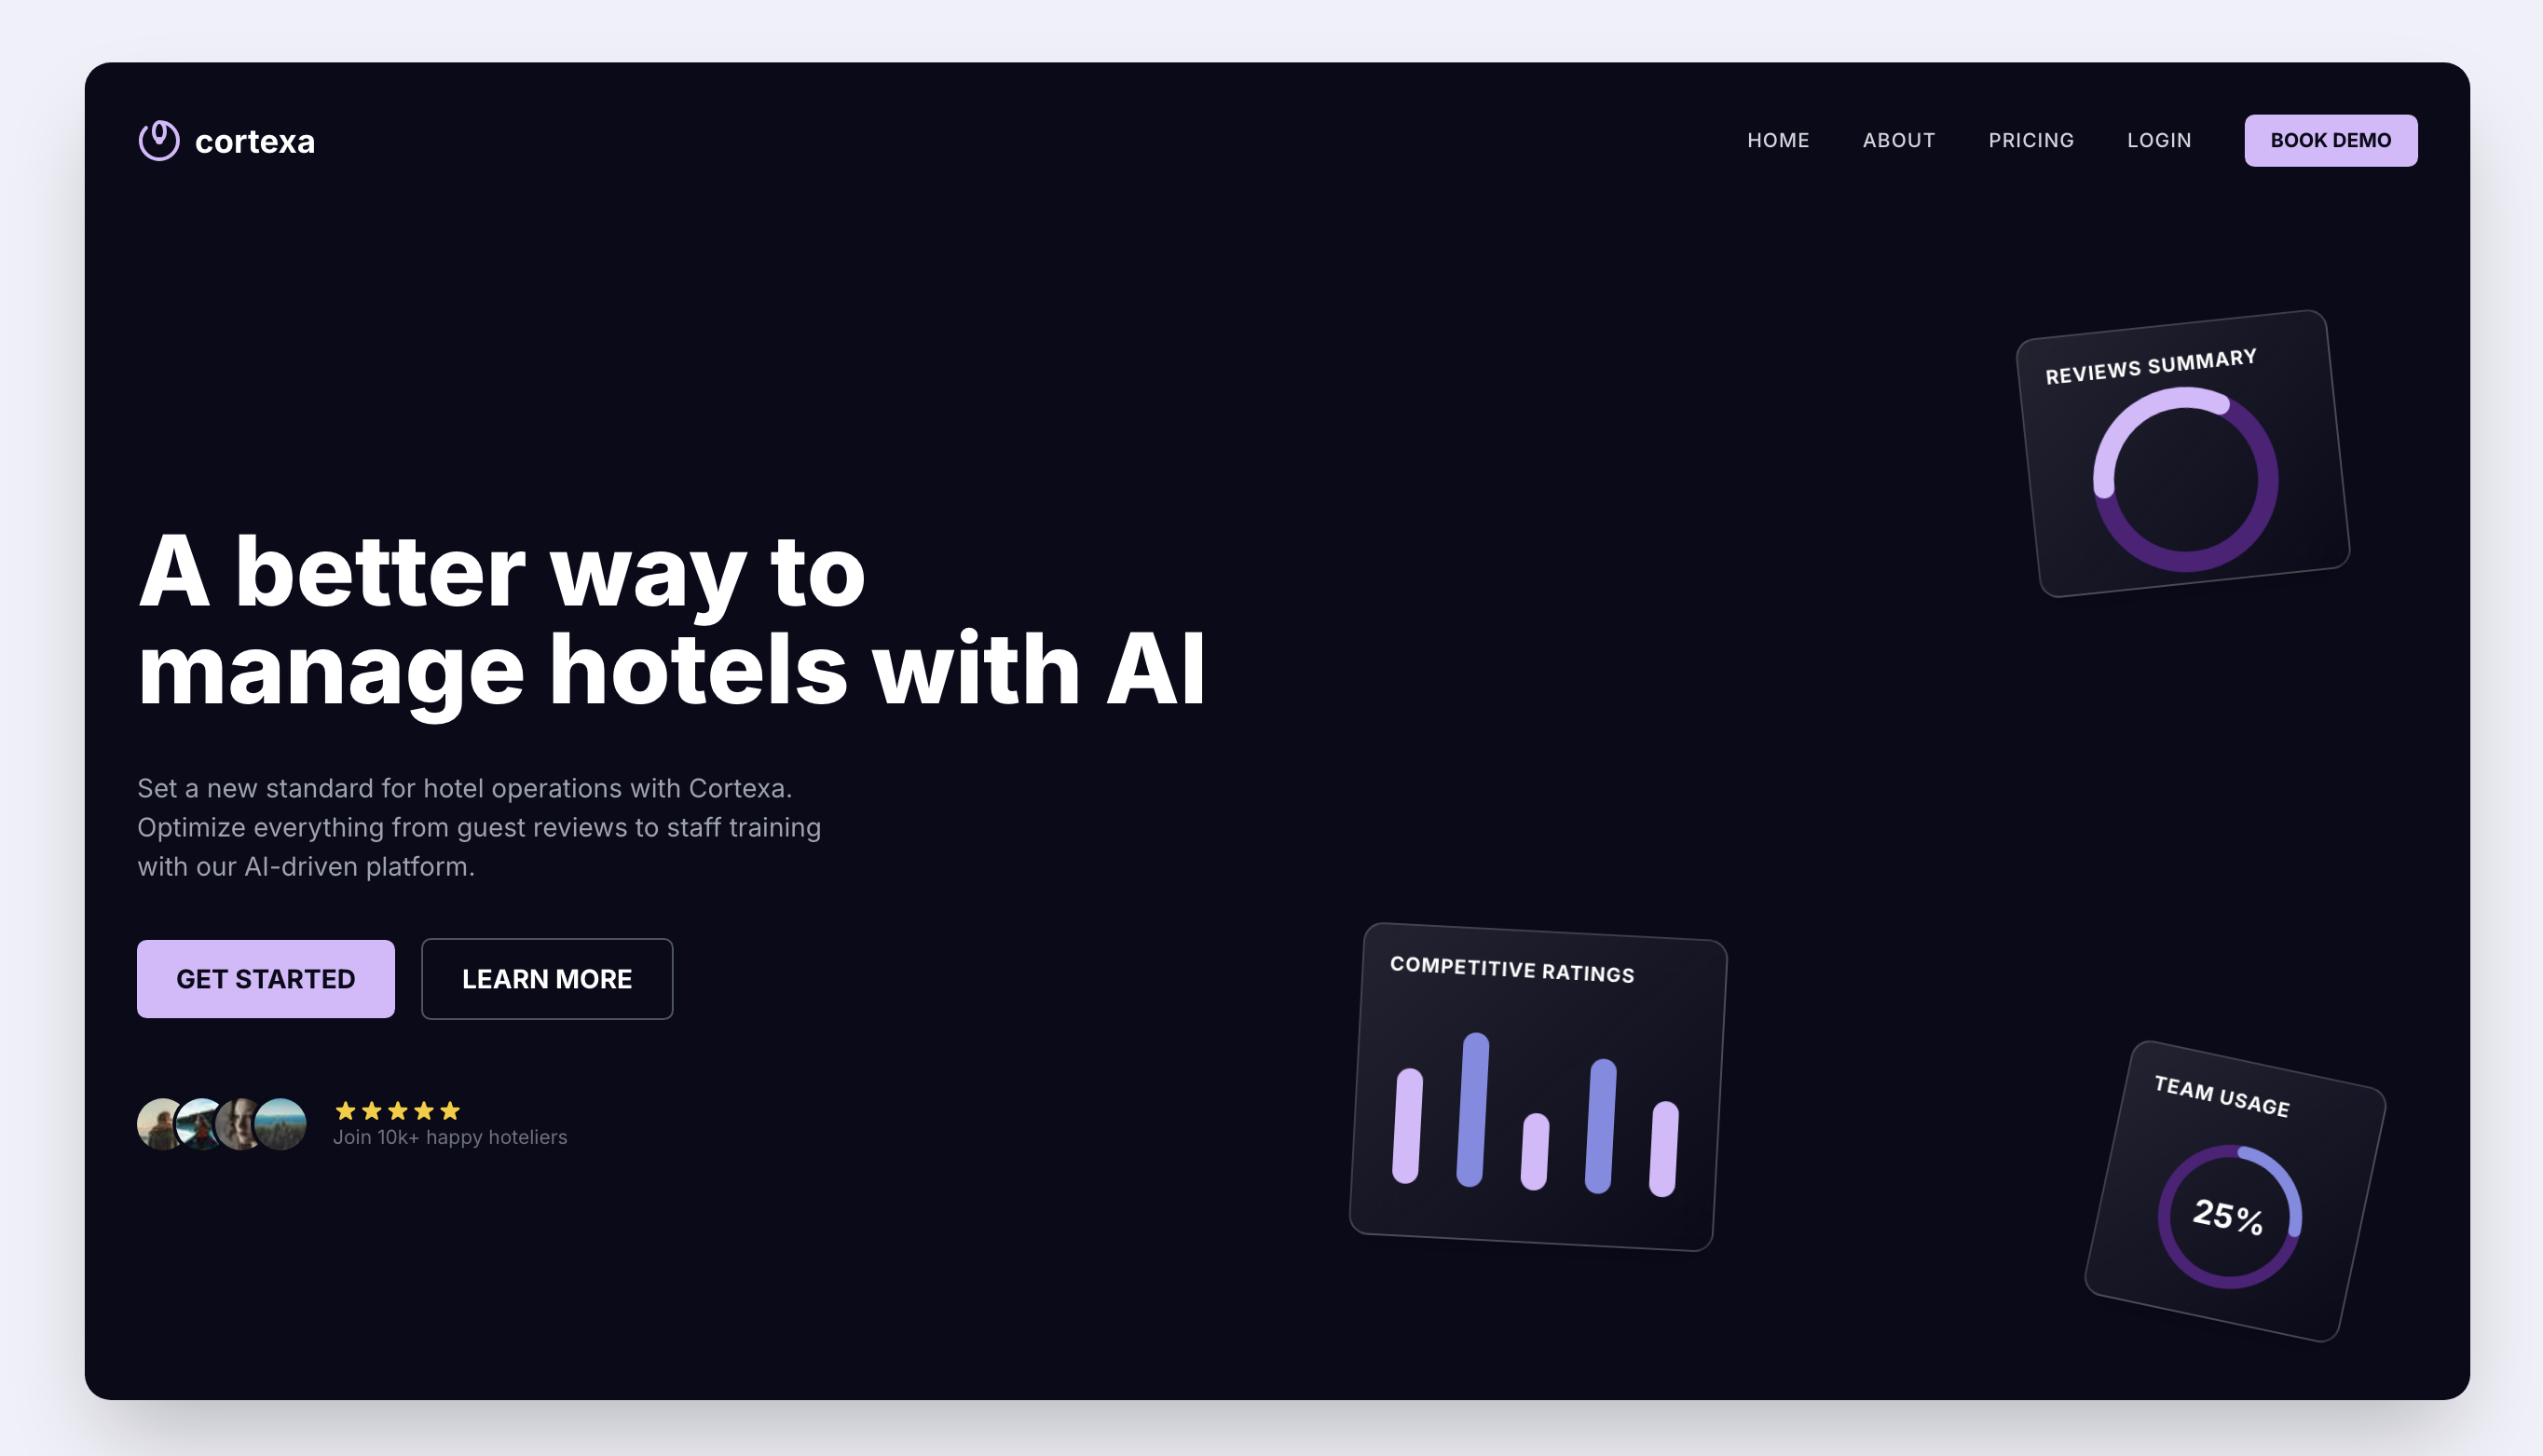 cortexa
HOME
ABOUT
PRICING
LOGIN
BOOK DEMO
REVIEWS SUMMARY
A better way to
manage hotels with AI
Set a new standard for hotel operations with Cortexa.
Optimize everything from guest reviews to staff training
with our AI-driven platform.
GET STARTED
LEARN MORE
Join 10k+ happy hoteliers
COMPETITIVE RATINGS
TEAM USAGE
25%